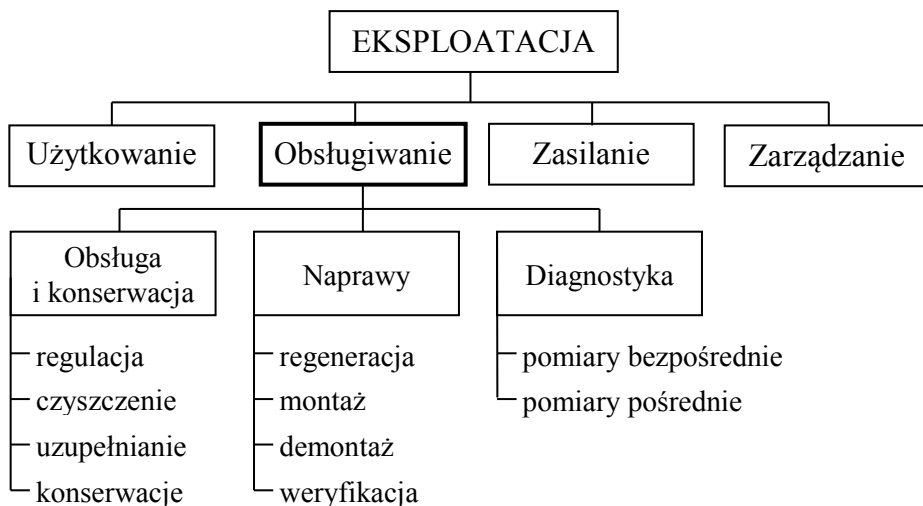 EKSPLOATACJA
Użytkowanie
Obsługiwanie
Zasilanie
Zarządzanie
Obsługa
i konserwacja
Naprawy
Diagnostyka
regulacja
czyszczenie
uzupełnianie
konserwacje
regeneracja
montaż
demontaż
weryfikacja
pomiary bezpośrednie
pomiary pośrednie